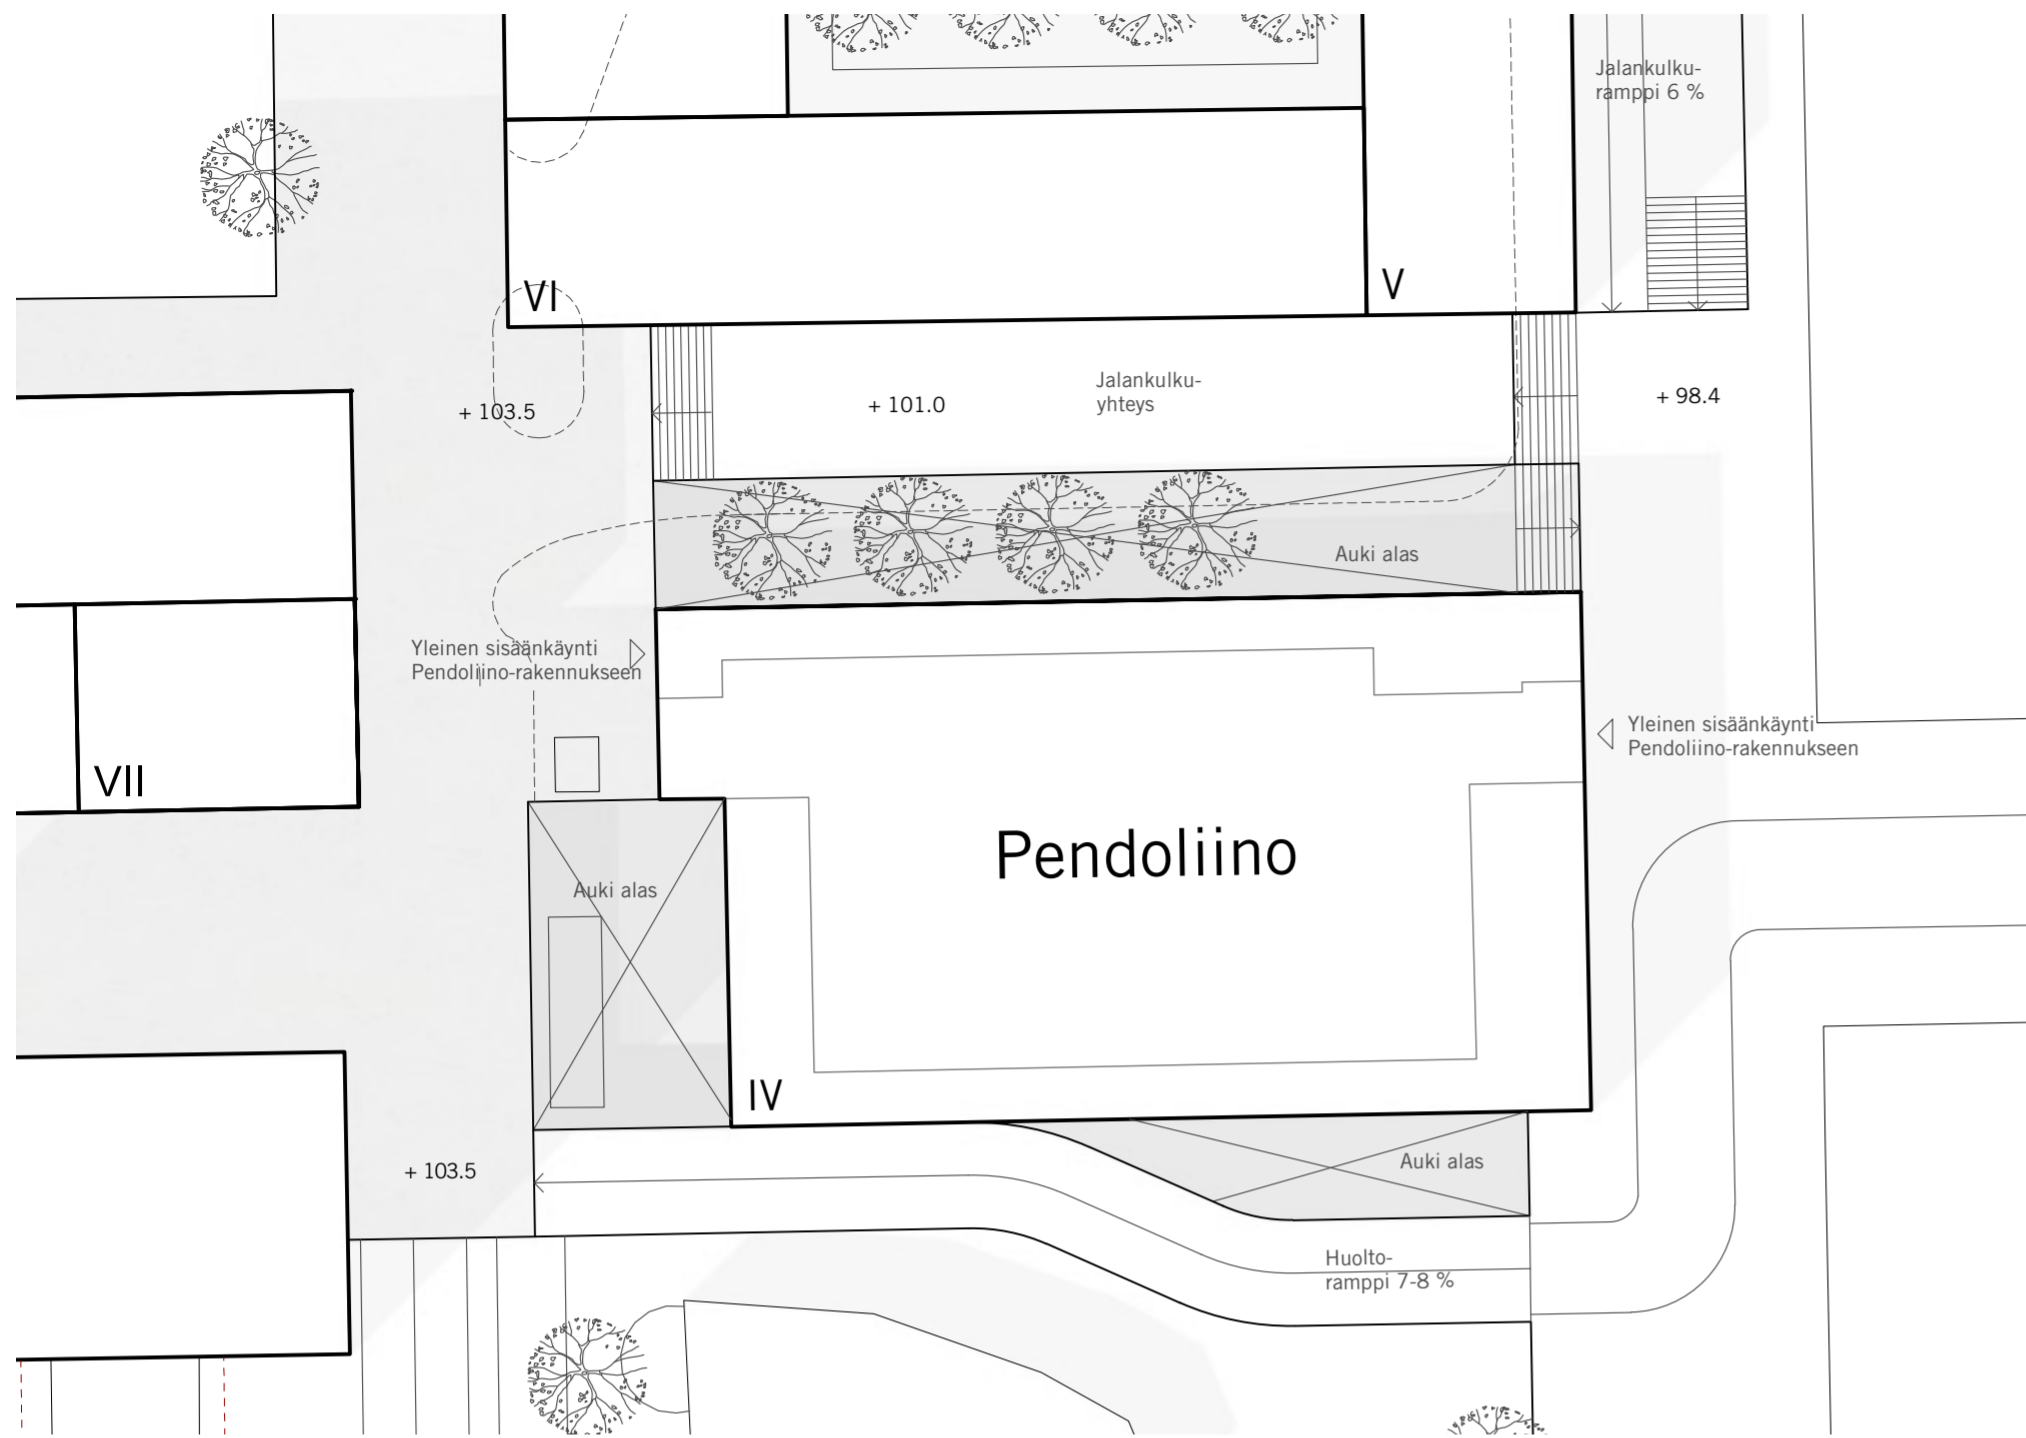 Jalankulku-
ramppi 6 %
VI
V
+ 103.5
+ 101.0
Jalankulku-
yhteys
+ 98.4
Auki alas
Yleinen sisäänkäynti
Pendoliino-rakennukseen
Yleinen sisäänkäynti
Pendoliino-rakennukseen
VII
Pendoliino
Auki alas
IV
+ 103.5
Auki alas
Huolto-
ramppi 7-8 %